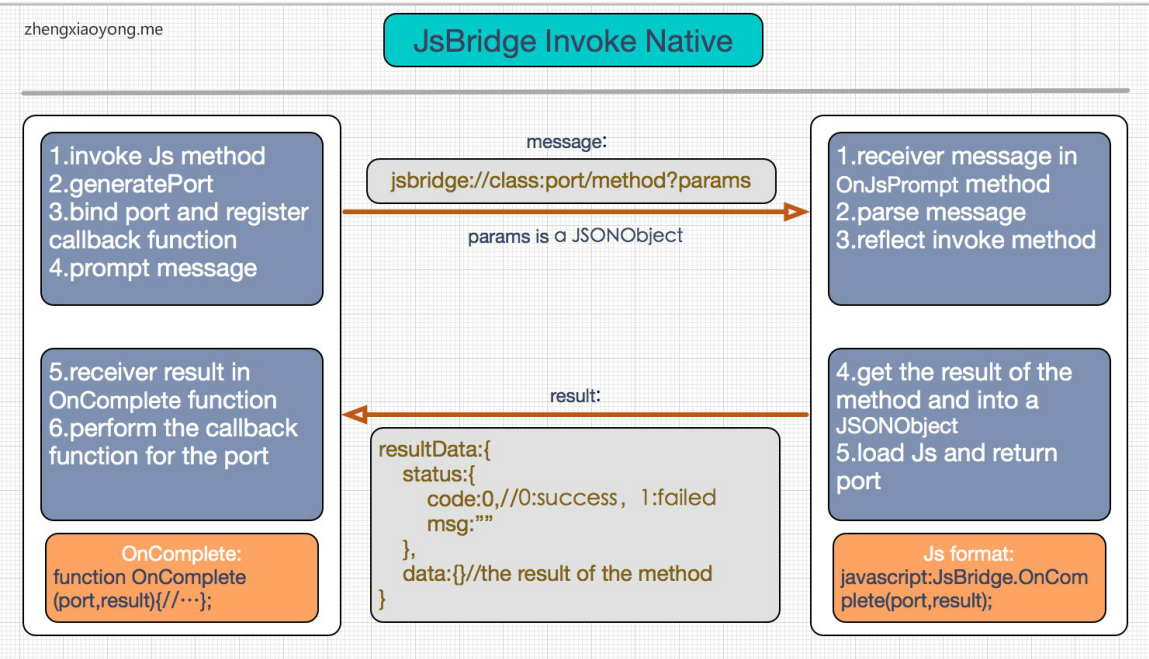 zhengxiaoyong.me
JsBridge Invoke Native
1.invoke Js method
2.generatePort
3.bind port and register
callback function
4.prompt message
message:
jsbridge://class:port/method?params
params is a JSONObject
1.receiver message in
OnJsPrompt method
2.parse message
3.reflect invoke method
5.receiver result in
OnComplete function
6.perform the callback
function for the port
result:
resultData:{
status:{
code:0,//0:success，1:failed
msg:””
},
data:{}//the result of the method
}
4.get the result of the
method and into a
JSONObject
5.load Js and return
port
OnComplete:
function OnComplete
(port,result){//···};
Js format:
javascript:JsBridge.OnCom
plete(port,result);